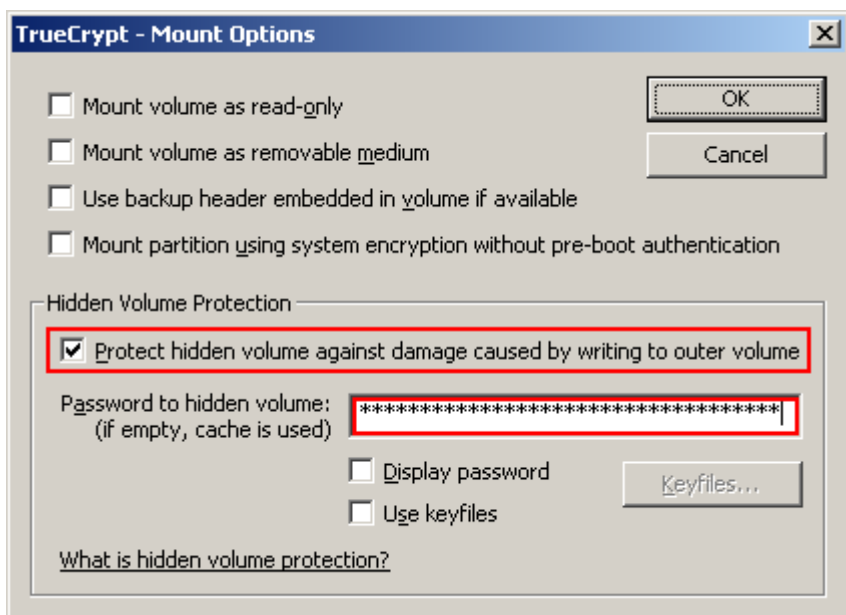 TrueCrypt - Mount Options
Mount volume as read-only
OK
Mount volume as removable medium
Cancel
Use backup header embedded in volume if available
Mount partition using system encryption without pre-boot authentication
Hidden Volume Protection
Protect hidden volume against damage caused by writing to outer volume
Password to hidden volume: ***********************************
(if empty, cache is used)
Display password
Keyfiles...
Use keyfiles
What is hidden volume protection?